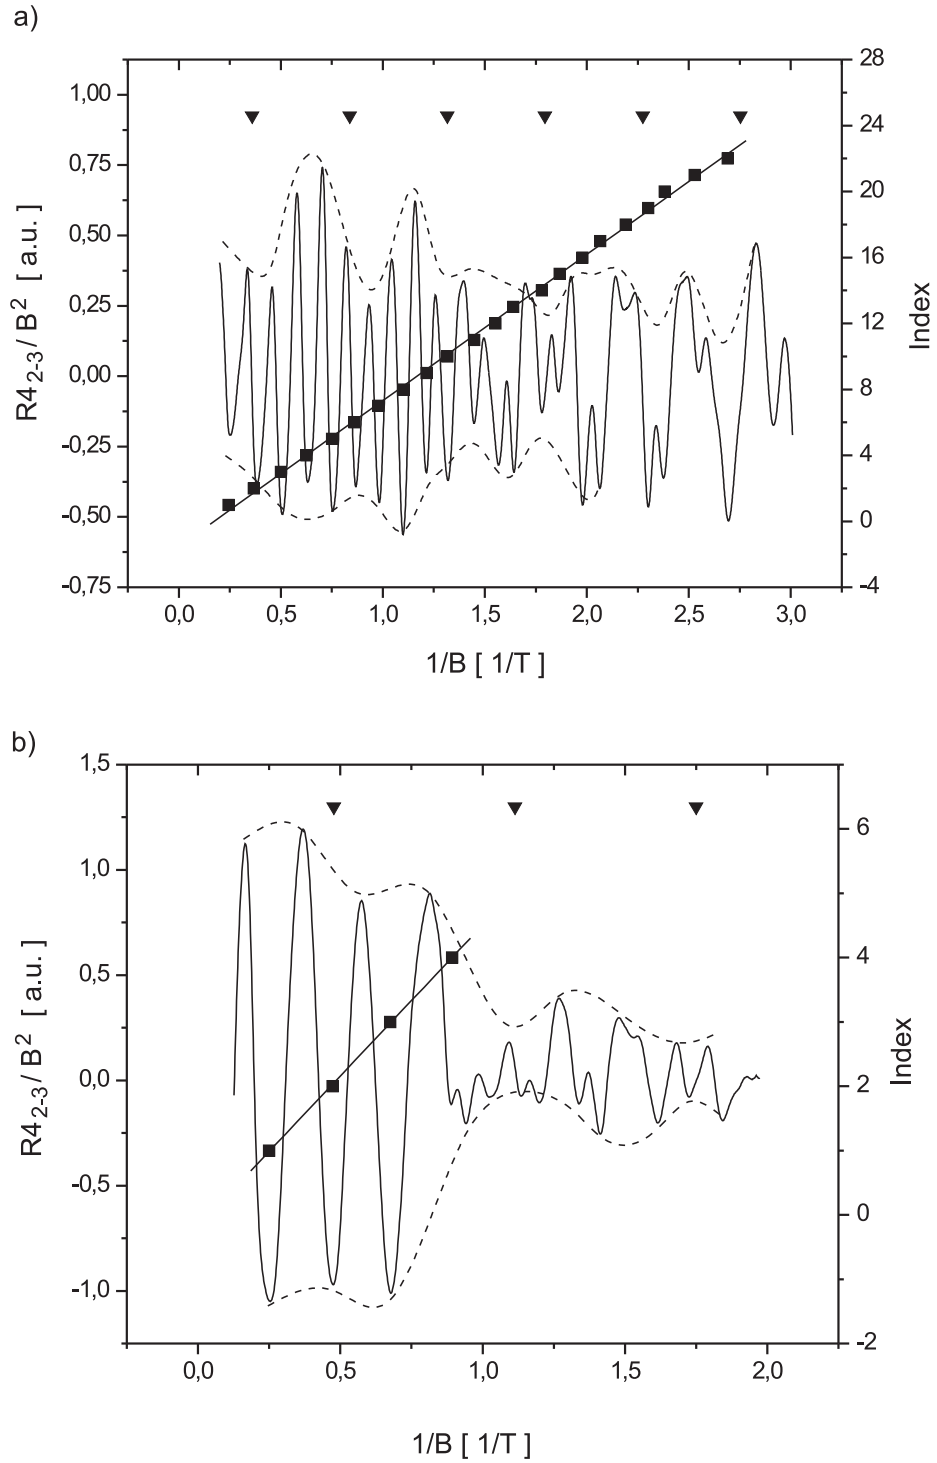 a)
1,00
0,75
0,50
0,25
0,00
-0,25
-0,50
-0,75
R4₂₋₃/B² [ a.u. ]
28
24
20
16
12
8
4
0
-4
Index
0,0 0,5 1,0 1,5 2,0 2,5 3,0
1/B [ 1/T ]
b)
1,5
1,0
0,5
0,0
-0,5
-1,0
R4₂₋₃/B² [ a.u. ]
6
4
2
0
-2
Index
0,0 0,5 1,0 1,5 2,0
1/B [ 1/T ]